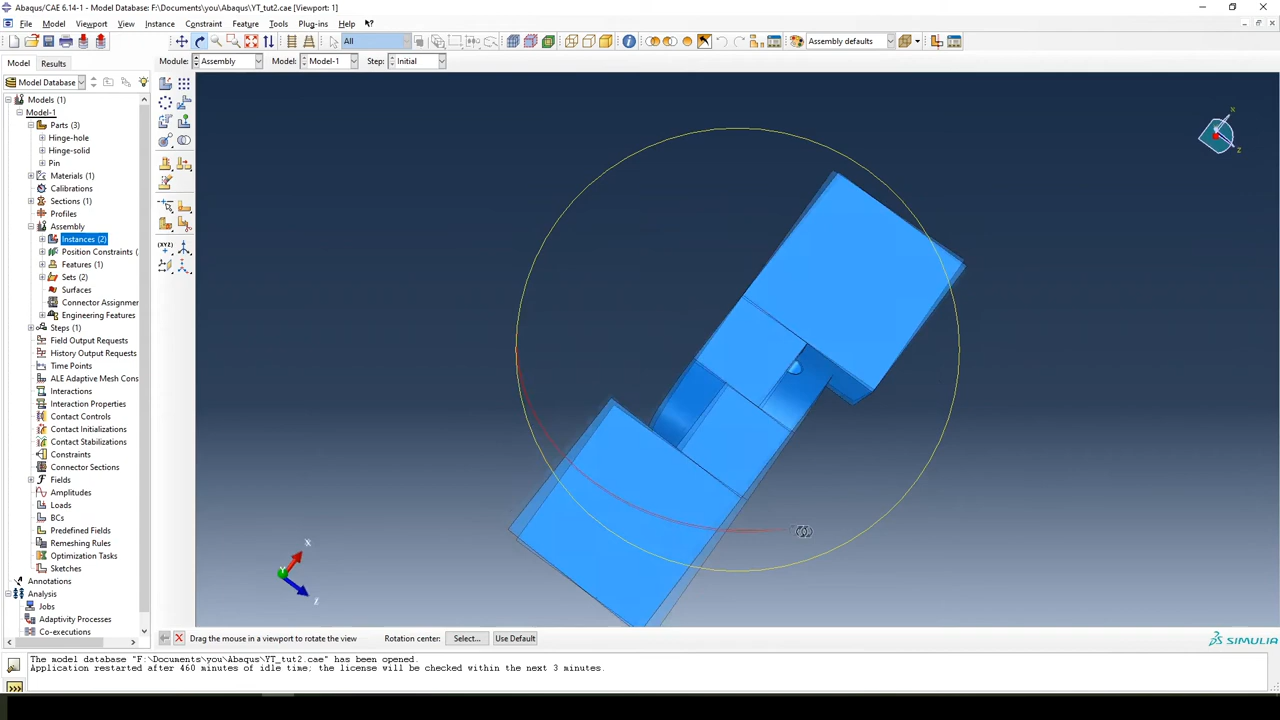 Abaqus/CAE 6.14-1 - Model Database: F:\Documents\you\Abaqus\YT_tut2.cae [Viewport: 1]
File Model Viewport View Instance Constraint Feature Tools Plug-ins Help
All Assembly defaults
Model Results Module: Assembly Model: Model-1 Step: Initial
Model Database
Models (1)
Model-1
Parts (3)
Hinge-hole
Hinge-solid
Pin
Materials (1)
Calibrations
Sections (1)
Profiles
Assembly
Instances (2)
Position Constraints (
Features (1)
Sets (2)
Surfaces
Connector Assignmer
Engineering Features
Steps (1)
Field Output Requests
History Output Requests
Time Points
ALE Adaptive Mesh Cons
Interactions
Interaction Properties
Contact Controls
Contact Initializations
Contact Stabilizations
Constraints
Connector Sections
Fields
Amplitudes
Loads
BCs
Predefined Fields
Remeshing Rules
Optimization Tasks
Sketches
Annotations
Analysis
Jobs
Adaptivity Processes
Co-executions
(XYZ)
X
Z
X
Y
Z
Drag the mouse in a viewport to rotate the view Rotation center: Select... Use Default
SIMULIA
The model database "F:\Documents\you\Abaqus\YT_tut2.cae" has been opened.
Application restarted after 460 minutes of idle time; the license will be checked within the next 3 minutes.
>>>